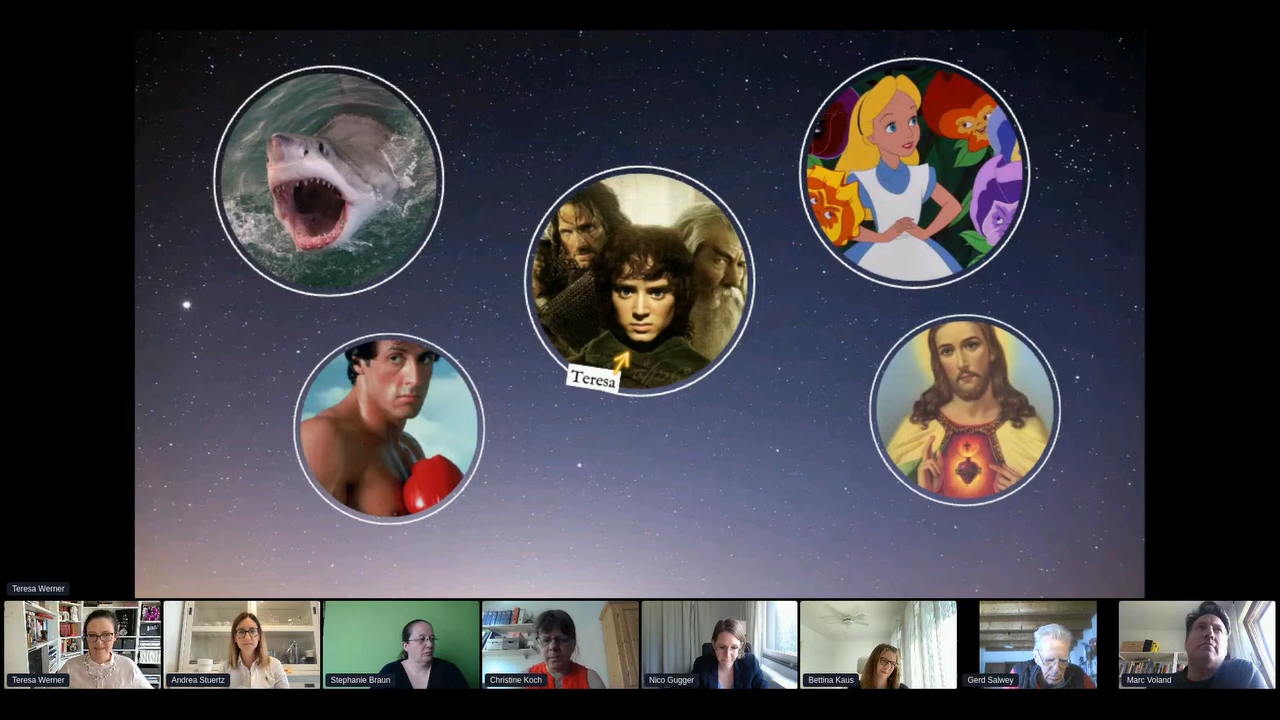 Teresa
Teresa Werner
Teresa Werner
Andrea Stuertz
Stephanie Braun
Christine Koch
Nico Gugger
Bettina Kaus
Gerd Salwey
Marc Voland